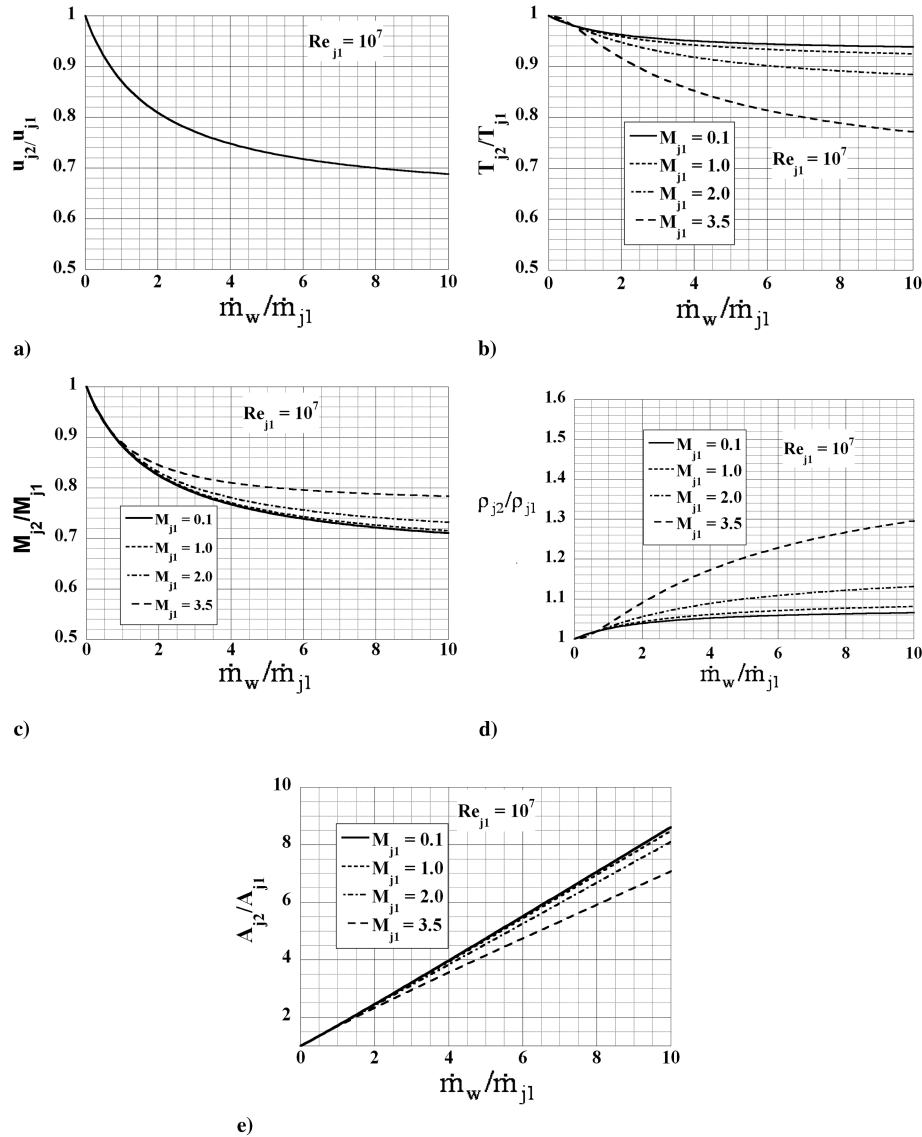 1
0.9
0.8
0.7
0.6
0.5
u_j2/u_j1
Re_j1 = 10^7
0 2 4 6 8 10
ṁ_w/ṁ_j1
a)
1
0.9
0.8
0.7
0.6
0.5
T_j2/T_j1
M_j1 = 0.1
M_j1 = 1.0
M_j1 = 2.0
M_j1 = 3.5
Re_j1 = 10^7
0 2 4 6 8 10
ṁ_w/ṁ_j1
b)
1
0.9
0.8
0.7
0.6
0.5
M_j2/M_j1
Re_j1 = 10^7
M_j1 = 0.1
M_j1 = 1.0
M_j1 = 2.0
M_j1 = 3.5
0 2 4 6 8 10
ṁ_w/ṁ_j1
c)
1.6
1.5
1.4
1.3
1.2
1.1
1
ρ_j2/ρ_j1
M_j1 = 0.1
M_j1 = 1.0
M_j1 = 2.0
M_j1 = 3.5
Re_j1 = 10^7
0 2 4 6 8 10
ṁ_w/ṁ_j1
d)
10
8
6
4
2
A_j2/A_j1
Re_j1 = 10^7
M_j1 = 0.1
M_j1 = 1.0
M_j1 = 2.0
M_j1 = 3.5
0 2 4 6 8 10
ṁ_w/ṁ_j1
e)